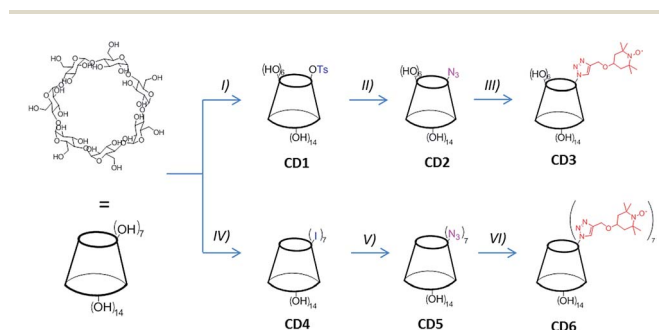 I)
II)
III)
(HO)6
OTs
(OH)14
CD1
(HO)6
N3
(OH)14
CD2
(HO)6
N=N
N
O
N-O·
(OH)14
CD3
=
(OH)7
(OH)14
IV)
V)
VI)
(I)7
(OH)14
CD4
(N3)7
(OH)14
CD5
N=N
N
O
N-O·
7
(OH)14
CD6